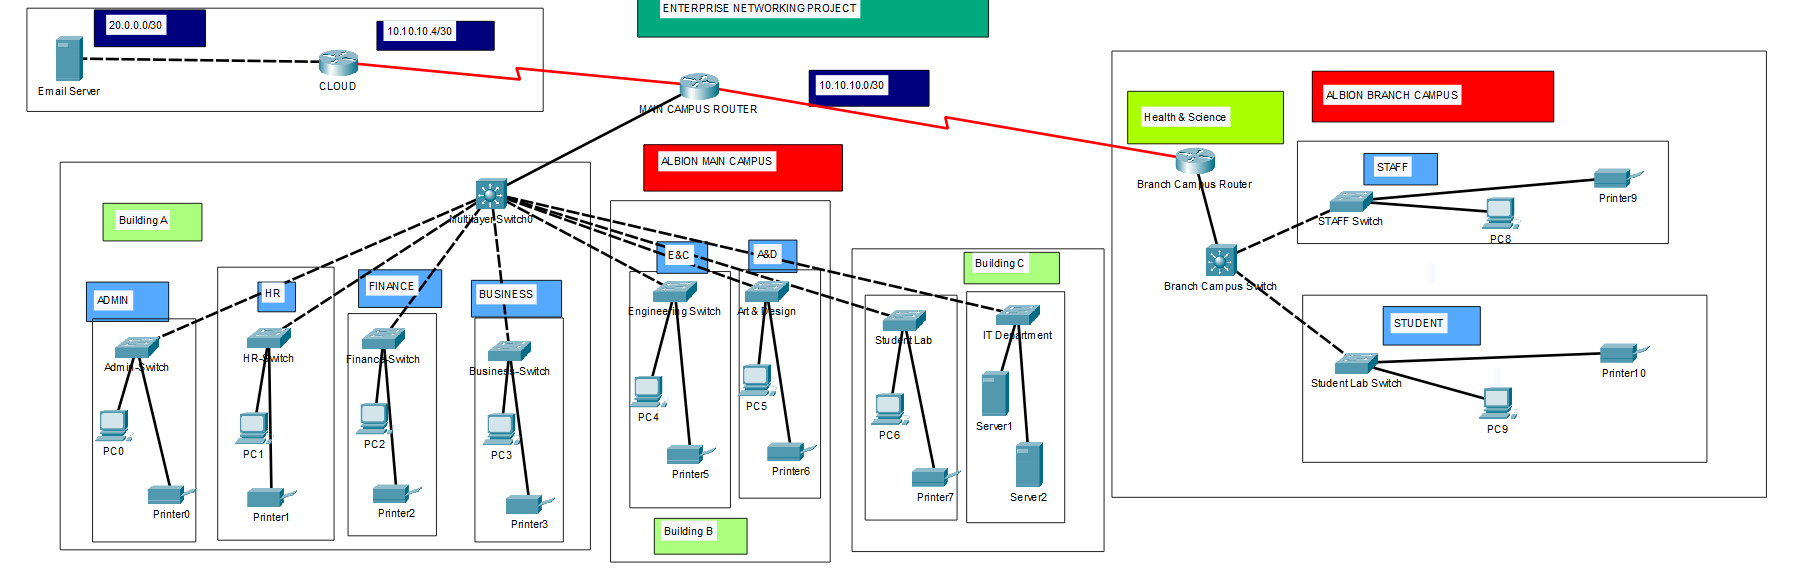 ENTERPRISE NETWORKING PROJECT
20.0.0.0/30
10.10.10.4/30
Email Server
CLOUD
MAIN CAMPUS ROUTER
10.10.10.0/30
ALBION BRANCH CAMPUS
Health & Science
ALBION MAIN CAMPUS
Branch Campus Router
STAFF
Printer9
STAFF Switch
PC8
Building A
Multilayer Switch0
E&C
A&D
Building C
Branch Campus Switch
ADMIN
HR
FINANCE
BUSINESS
Engineering Switch
Art & Design
Student Lab
IT Department
STUDENT
Admin-Switch
HR-Switch
Finance-Switch
Business-Switch
Student Lab Switch
Printer10
PC0
PC1
PC2
PC3
PC4
PC5
PC6
Server1
PC9
Printer5
Printer6
Printer7
Server2
Printer0
Printer1
Printer2
Printer3
Building B